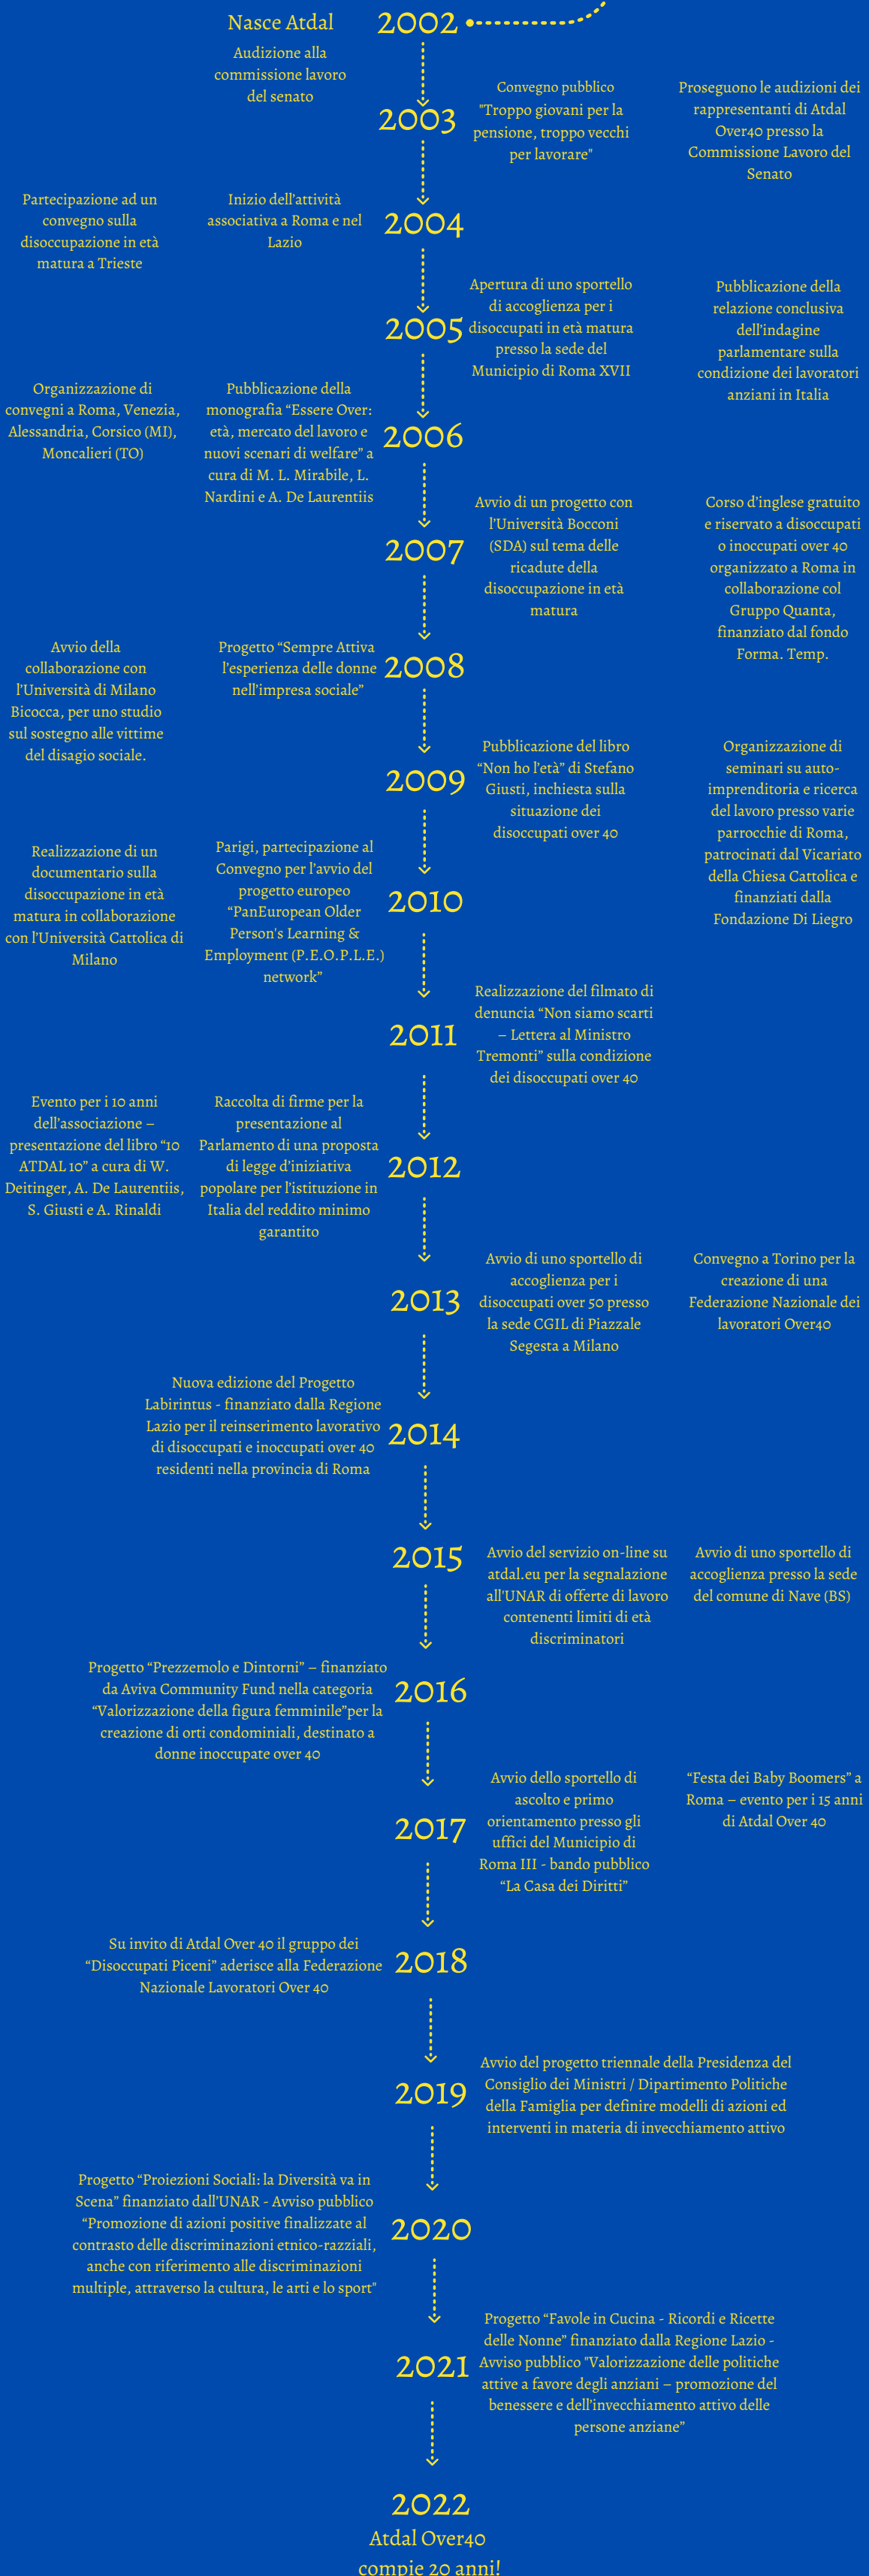 Nasce Atdal
2002
Audizione alla
commissione lavoro
del senato
2003
Convegno pubblico
"Troppo giovani per la
pensione, troppo vecchi
per lavorare"
Proseguono le audizioni dei
rappresentanti di Atdal
Over40 presso la
Commissione Lavoro del
Senato
Partecipazione ad un
convegno sulla
disoccupazione in età
matura a Trieste
Inizio dell'attività
associativa a Roma e nel
Lazio
2004
2005
Apertura di uno sportello
di accoglienza per i
disoccupati in età matura
presso la sede del
Municipio di Roma XVII
Pubblicazione della
relazione conclusiva
dell'indagine
parlamentare sulla
condizione dei lavoratori
anziani in Italia
Organizzazione di
convegni a Roma, Venezia,
Alessandria, Corsico (MI),
Moncalieri (TO)
Pubblicazione della
monografia “Essere Over:
età, mercato del lavoro e
nuovi scenari di welfare” a
cura di M. L. Mirabile, L.
Nardini e A. De Laurentiis
2006
2007
Avvio di un progetto con
l'Università Bocconi
(SDA) sul tema delle
ricadute della
disoccupazione in età
matura
Corso d'inglese gratuito
e riservato a disoccupati
o inoccupati over 40
organizzato a Roma in
collaborazione col
Gruppo Quanta,
finanziato dal fondo
Forma. Temp.
Avvio della
collaborazione con
l'Università di Milano
Bicocca, per uno studio
sul sostegno alle vittime
del disagio sociale.
Progetto “Sempre Attiva
l'esperienza delle donne
nell'impresa sociale”
2008
2009
Pubblicazione del libro
“Non ho l'età” di Stefano
Giusti, inchiesta sulla
situazione dei
disoccupati over 40
Organizzazione di
seminari su auto-
imprenditoria e ricerca
del lavoro presso varie
parrocchie di Roma,
patrocinati dal Vicariato
della Chiesa Cattolica e
finanziati dalla
Fondazione Di Liegro
Realizzazione di un
documentario sulla
disoccupazione in età
matura in collaborazione
con l'Università Cattolica di
Milano
Parigi, partecipazione al
Convegno per l'avvio del
progetto europeo
“PanEuropean Older
Person's Learning &
Employment (P.E.O.P.L.E.)
network”
2010
2011
Realizzazione del filmato di
denuncia “Non siamo scarti
– Lettera al Ministro
Tremonti” sulla condizione
dei disoccupati over 40
Evento per i 10 anni
dell'associazione –
presentazione del libro “10
ATDAL 10” a cura di W.
Deitinger, A. De Laurentiis,
S. Giusti e A. Rinaldi
Raccolta di firme per la
presentazione al
Parlamento di una proposta
di legge d'iniziativa
popolare per l'istituzione in
Italia del reddito minimo
garantito
2012
2013
Avvio di uno sportello di
accoglienza per i
disoccupati over 50 presso
la sede CGIL di Piazzale
Segesta a Milano
Convegno a Torino per la
creazione di una
Federazione Nazionale dei
lavoratori Over40
Nuova edizione del Progetto
Labirintus - finanziato dalla Regione
Lazio per il reinserimento lavorativo
di disoccupati e inoccupati over 40
residenti nella provincia di Roma
2014
2015
Avvio del servizio on-line su
atdal.eu per la segnalazione
all'UNAR di offerte di lavoro
contenenti limiti di età
discriminatori
Avvio di uno sportello di
accoglienza presso la sede
del comune di Nave (BS)
Progetto “Prezzemolo e Dintorni” – finanziato
da Aviva Community Fund nella categoria
“Valorizzazione della figura femminile”per la
creazione di orti condominiali, destinato a
donne inoccupate over 40
2016
2017
Avvio dello sportello di
ascolto e primo
orientamento presso gli
uffici del Municipio di
Roma III - bando pubblico
“La Casa dei Diritti”
“Festa dei Baby Boomers” a
Roma – evento per i 15 anni
di Atdal Over 40
Su invito di Atdal Over 40 il gruppo dei
“Disoccupati Piceni” aderisce alla Federazione
Nazionale Lavoratori Over 40
2018
2019
Avvio del progetto triennale della Presidenza del
Consiglio dei Ministri / Dipartimento Politiche
della Famiglia per definire modelli di azioni ed
interventi in materia di invecchiamento attivo
Progetto “Proiezioni Sociali: la Diversità va in
Scena” finanziato dall'UNAR - Avviso pubblico
“Promozione di azioni positive finalizzate al
contrasto delle discriminazioni etnico-razziali,
anche con riferimento alle discriminazioni
multiple, attraverso la cultura, le arti e lo sport"
2020
2021
Progetto “Favole in Cucina - Ricordi e Ricette
delle Nonne” finanziato dalla Regione Lazio -
Avviso pubblico "Valorizzazione delle politiche
attive a favore degli anziani – promozione del
benessere e dell'invecchiamento attivo delle
persone anziane”
2022
Atdal Over40
compie 20 anni!